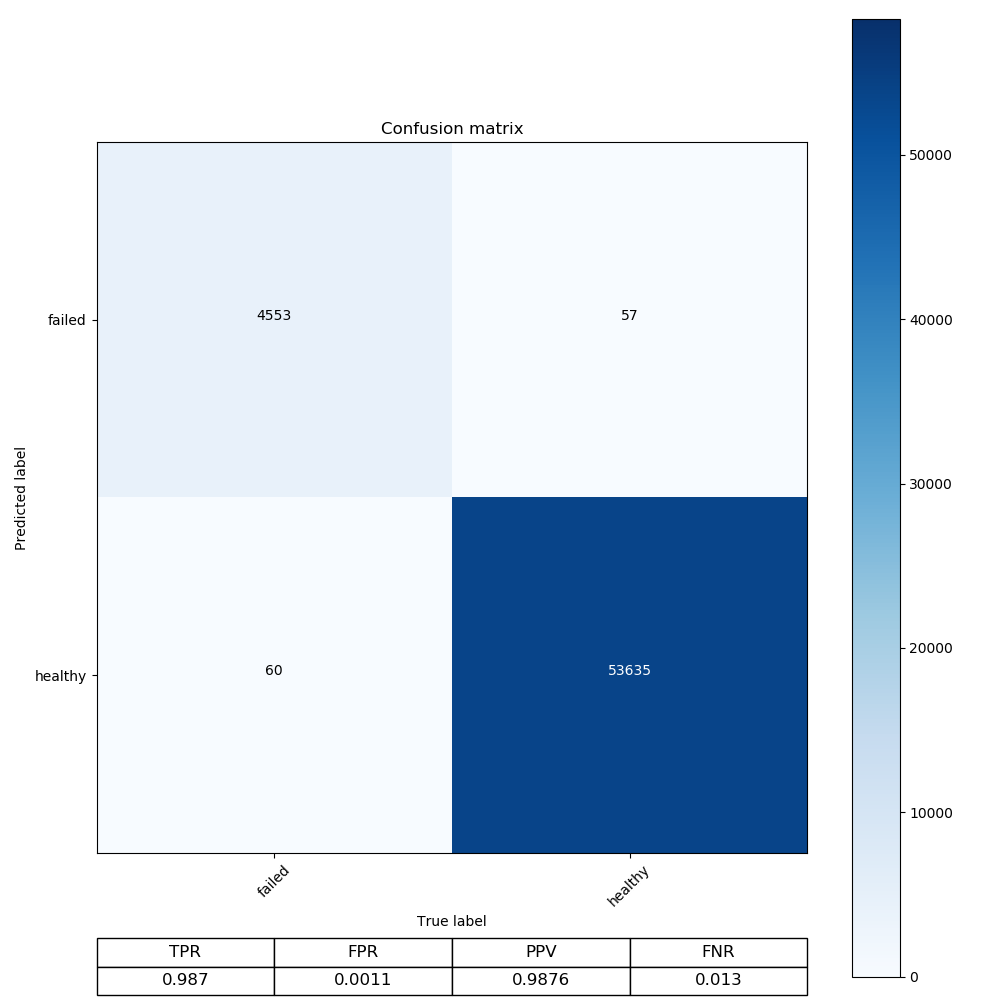 Confusion matrix
50000
40000
30000
20000
10000
0
Predicted label
failed
4553
57
healthy
60
53635
failed
healthy
True label
TPR FPR PPV FNR
0.987 0.0011 0.9876 0.013